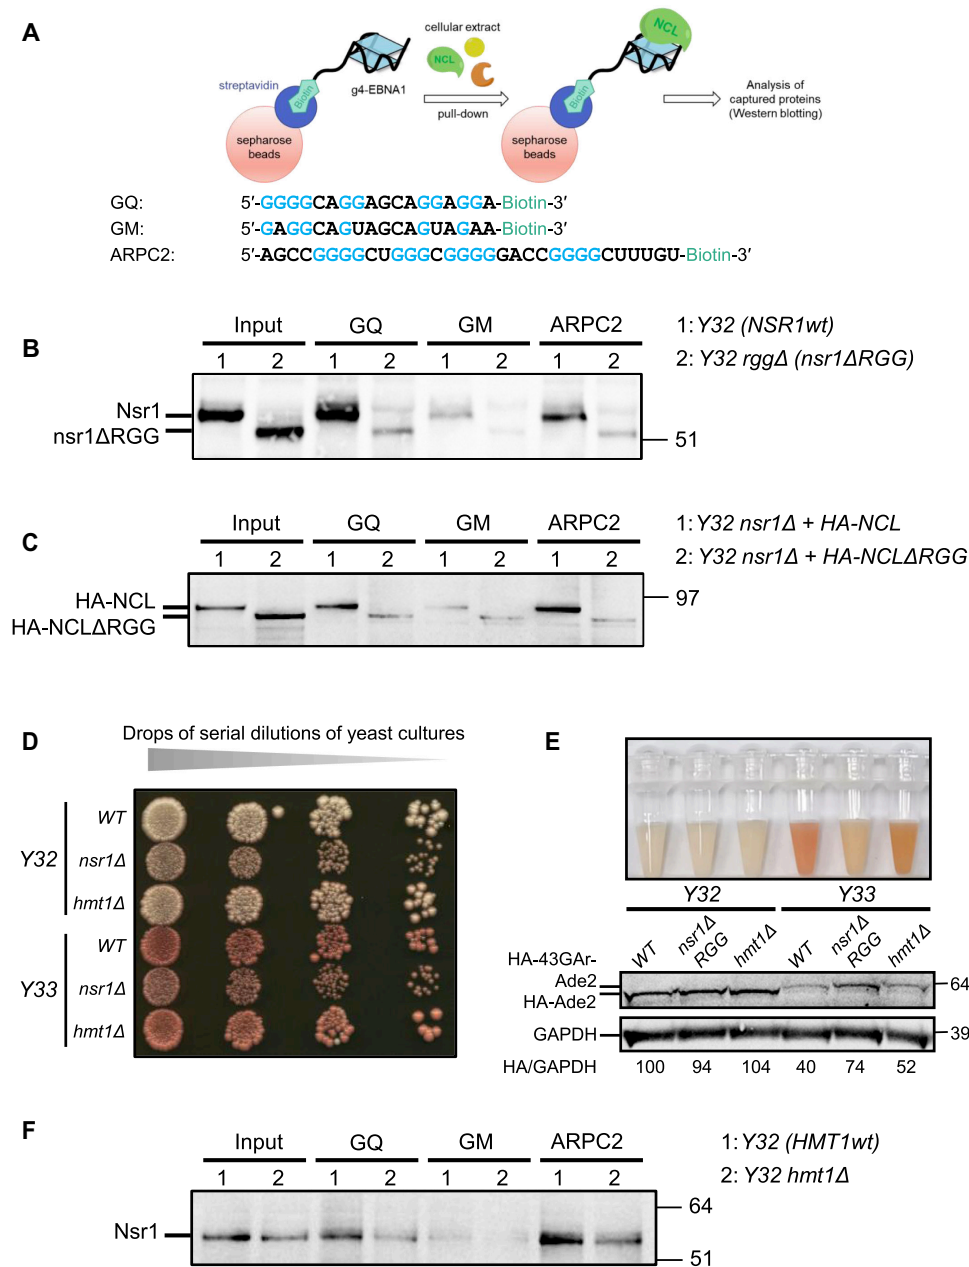 A
cellular extract
NCL
streptavidin
Biotin
g4-EBNA1
pull-down
sepharose
beads
NCL
Biotin
sepharose
beads
Analysis of
captured proteins
(Western blotting)
GQ: 5′-GGGGCAGGAGCAGGAGGA-Biotin-3′
GM: 5′-GAGGCAGUAGCAGUAGAA-Biotin-3′
ARPC2: 5′-AGCCGGGGCUGGGCGGGGGACCGGGGCUUUGU-Biotin-3′
B
Input GQ GM ARPC2
1 2 1 2 1 2 1 2
1: Y32 (NSR1wt)
2: Y32 rggΔ (nsr1ΔRGG)
Nsr1
nsr1ΔRGG
51
C
Input GQ GM ARPC2
1 2 1 2 1 2 1 2
1: Y32 nsr1Δ + HA-NCL
2: Y32 nsr1Δ + HA-NCLΔRGG
HA-NCL
HA-NCLΔRGG
97
D
Drops of serial dilutions of yeast cultures
Y32
WT
nsr1Δ
hmt1Δ
Y33
WT
nsr1Δ
hmt1Δ
E
Y32 Y33
WT nsr1Δ RGG hmt1Δ WT nsr1Δ RGG hmt1Δ
HA-43GAr-
Ade2
HA-Ade2
64
GAPDH
39
HA/GAPDH 100 94 104 40 74 52
F
Input GQ GM ARPC2
1 2 1 2 1 2 1 2
1: Y32 (HMT1wt)
2: Y32 hmt1Δ
Nsr1
64
51